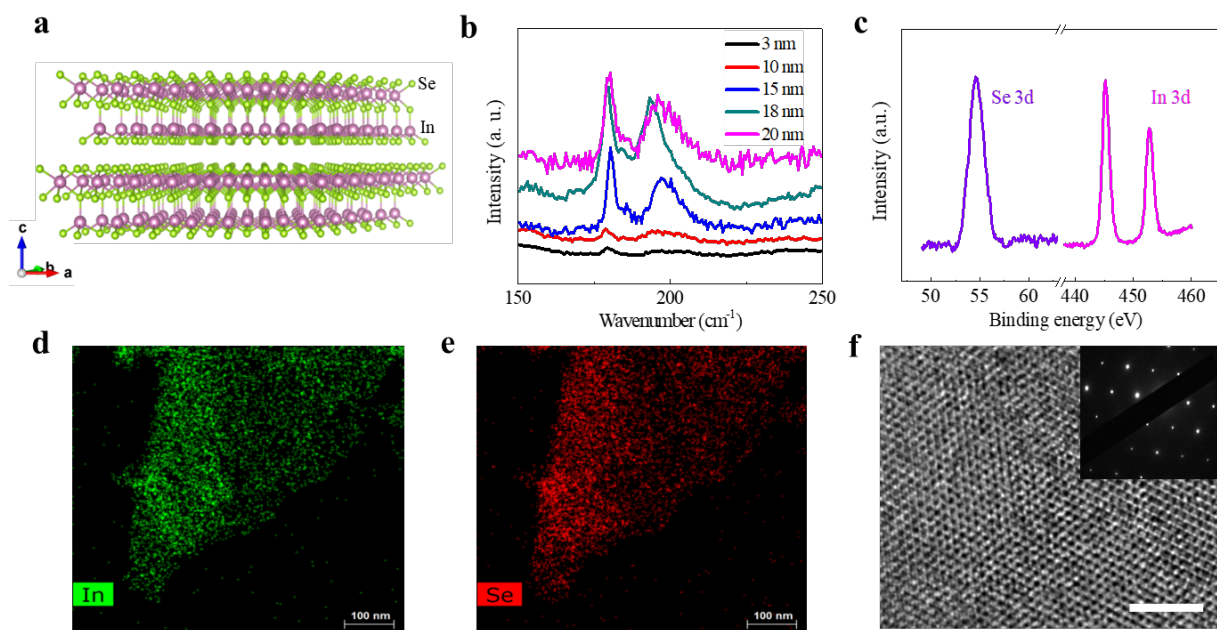 a
Se
In
c
b
a
b
3 nm
10 nm
15 nm
18 nm
20 nm
Intensity (a. u.)
150
200
250
Wavenumber (cm⁻¹)
c
Se 3d
In 3d
Intensity (a.u.)
50
55
60
440
450
460
Binding energy (eV)
d
In
100 nm
e
Se
100 nm
f